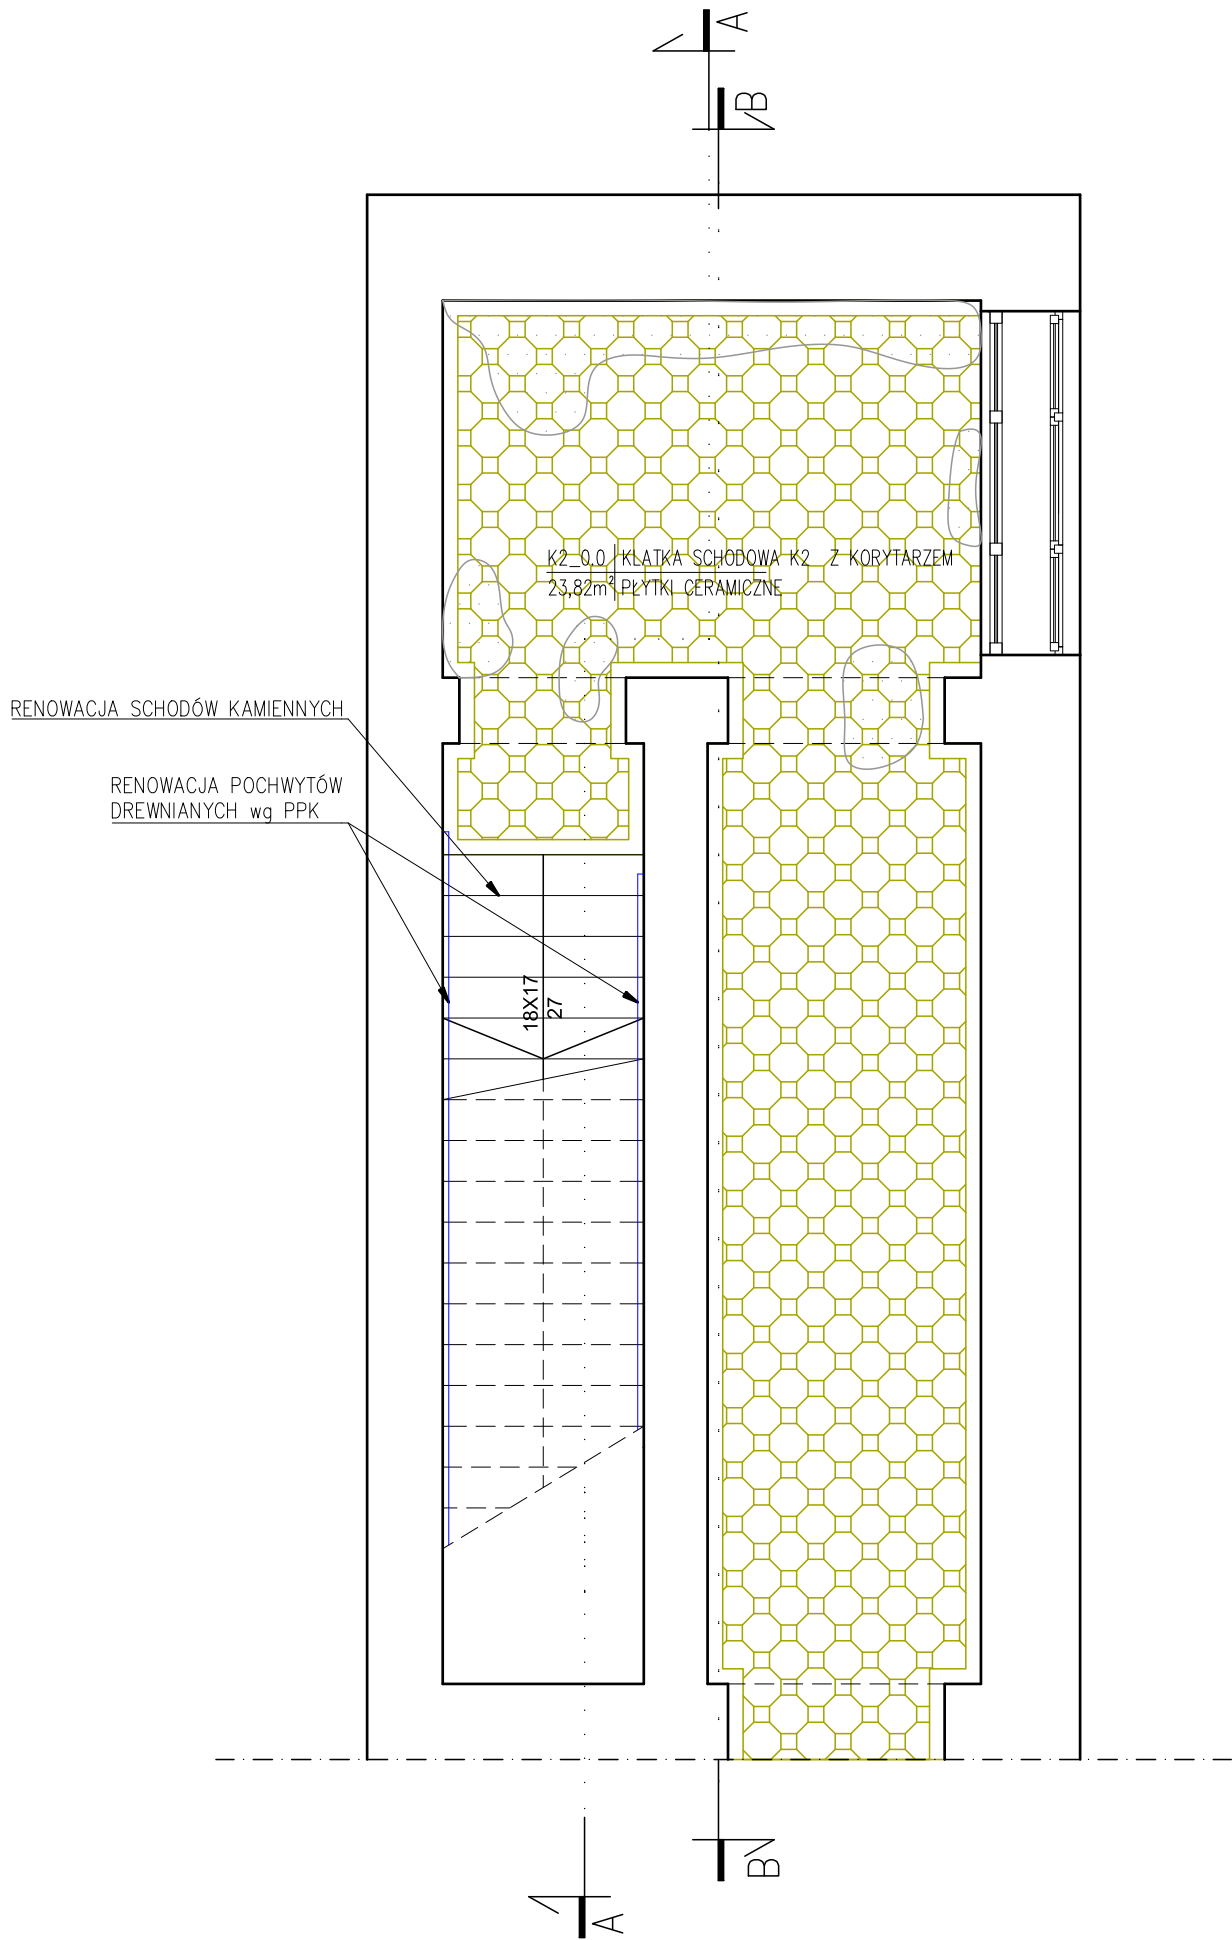 A
B
K2_0.0 KLATKA SCHODOWA K2 Z KORYTARZEM
23,82m² PŁYTKI CERAMICZNE
RENOWACJA SCHODÓW KAMIENNYCH
RENOWACJA POCHWYTÓW
DREWNIANYCH wg PPK
18X17
27
B
A